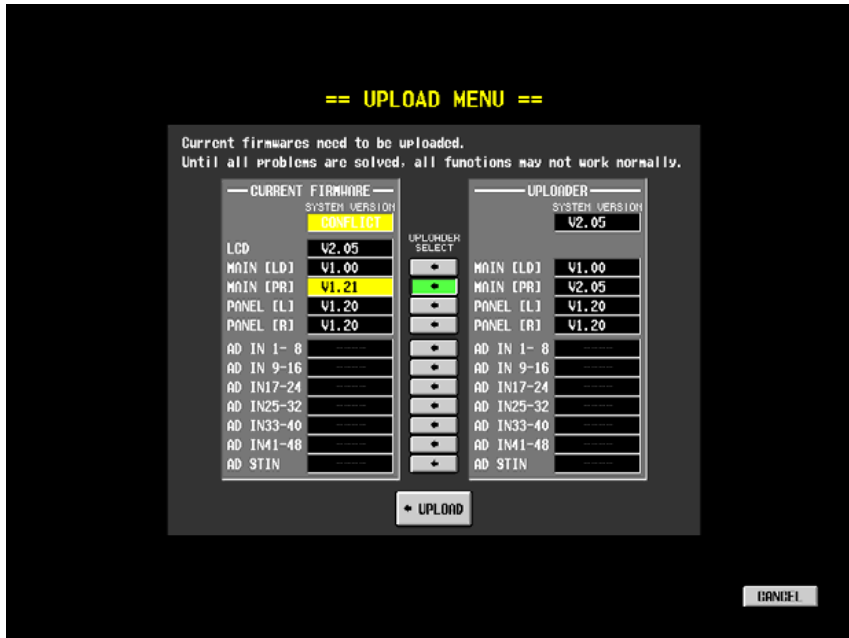 == UPLOAD MENU ==
Current firmwares need to be uploaded.
Until all problems are solved, all functions may not work normally.
CURRENT FIRMWARE
UPLOADER
SYSTEM VERSION
SYSTEM VERSION
CONFLICT
V2.05
UPLOADER
SELECT
LCD V2.05
MAIN [LD] V1.00 MAIN [LD] V1.00
MAIN [PR] V1.21 MAIN [PR] V2.05
PANEL [L] V1.20 PANEL [L] V1.20
PANEL [R] V1.20 PANEL [R] V1.20
AD IN 1- 8 ---- AD IN 1- 8 ----
AD IN 9-16 ---- AD IN 9-16 ----
AD IN17-24 ---- AD IN17-24 ----
AD IN25-32 ---- AD IN25-32 ----
AD IN33-40 ---- AD IN33-40 ----
AD IN41-48 ---- AD IN41-48 ----
AD STIN ---- AD STIN ----
UPLOAD
CANCEL